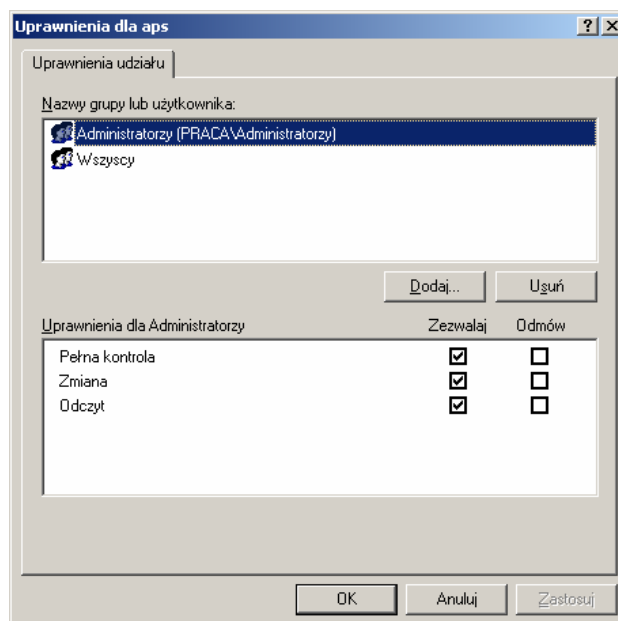 Uprawnienia dla aps
Uprawnienia udziału
Nazwy grupy lub użytkownika:
Administratorzy (PRACA\Administratorzy)
Wszyscy
Dodaj... Usuń
Uprawnienia dla Administratorzy Zezwalaj Odmów
Pełna kontrola
Zmiana
Odczyt
OK Anuluj Zastosuj